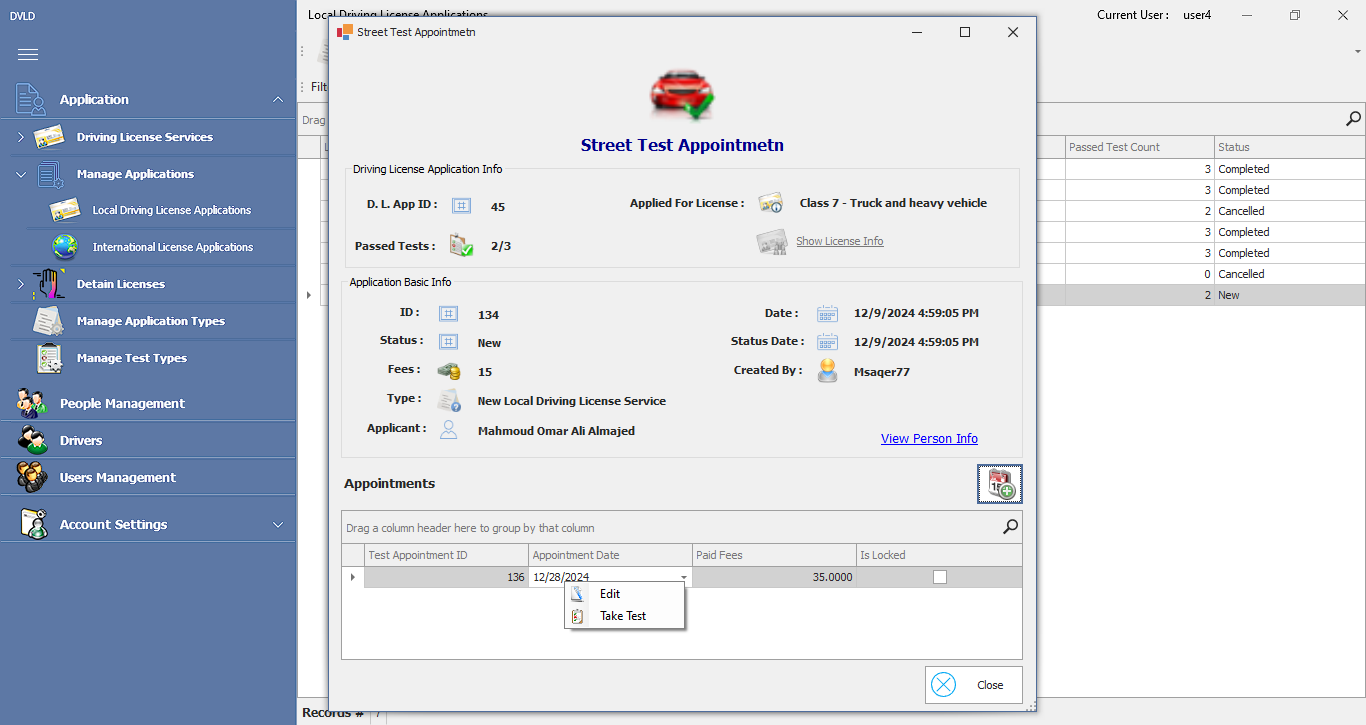 DVLD
Application
Driving License Services
Manage Applications
Local Driving License Applications
International License Applications
Detain Licenses
Manage Application Types
Manage Test Types
People Management
Drivers
Users Management
Account Settings
Local Driving License Applications
Current User : user4
Filt
Drag
Passed Test Count Status
3 Completed
3 Completed
2 Cancelled
3 Completed
3 Completed
0 Cancelled
2 New
Records # 7
Street Test Appointmetn
Street Test Appointmetn
Driving License Application Info
D. L. App ID : 45 Applied For License : Class 7 - Truck and heavy vehicle
Passed Tests : 2/3 Show License Info
Application Basic Info
ID : 134 Date : 12/9/2024 4:59:05 PM
Status : New Status Date : 12/9/2024 4:59:05 PM
Fees : 15 Created By : Msaqer77
Type : New Local Driving License Service
Applicant : Mahmoud Omar Ali Almajed
View Person Info
Appointments
Drag a column header here to group by that column
Test Appointment ID Appointment Date Paid Fees Is Locked
136 12/28/2024 35.0000
Edit
Take Test
Close